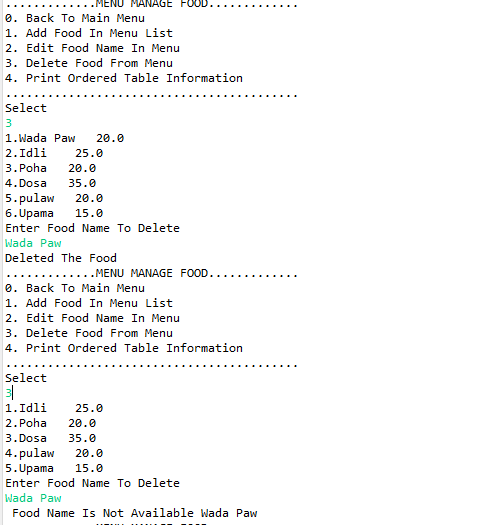 .............MENU MANAGE FOOD.............
0. Back To Main Menu
1. Add Food In Menu List
2. Edit Food Name In Menu
3. Delete Food From Menu
4. Print Ordered Table Information
..........................................
Select
3
1.Wada Paw   20.0
2.Idli    25.0
3.Poha   20.0
4.Dosa   35.0
5.pulaw   20.0
6.Upama   15.0
Enter Food Name To Delete
Wada Paw
Deleted The Food
.............MENU MANAGE FOOD.............
0. Back To Main Menu
1. Add Food In Menu List
2. Edit Food Name In Menu
3. Delete Food From Menu
4. Print Ordered Table Information
..........................................
Select
3
1.Idli    25.0
2.Poha   20.0
3.Dosa   35.0
4.pulaw   20.0
5.Upama   15.0
Enter Food Name To Delete
Wada Paw
 Food Name Is Not Available Wada Paw
.............MENU MANAGE FOOD.............